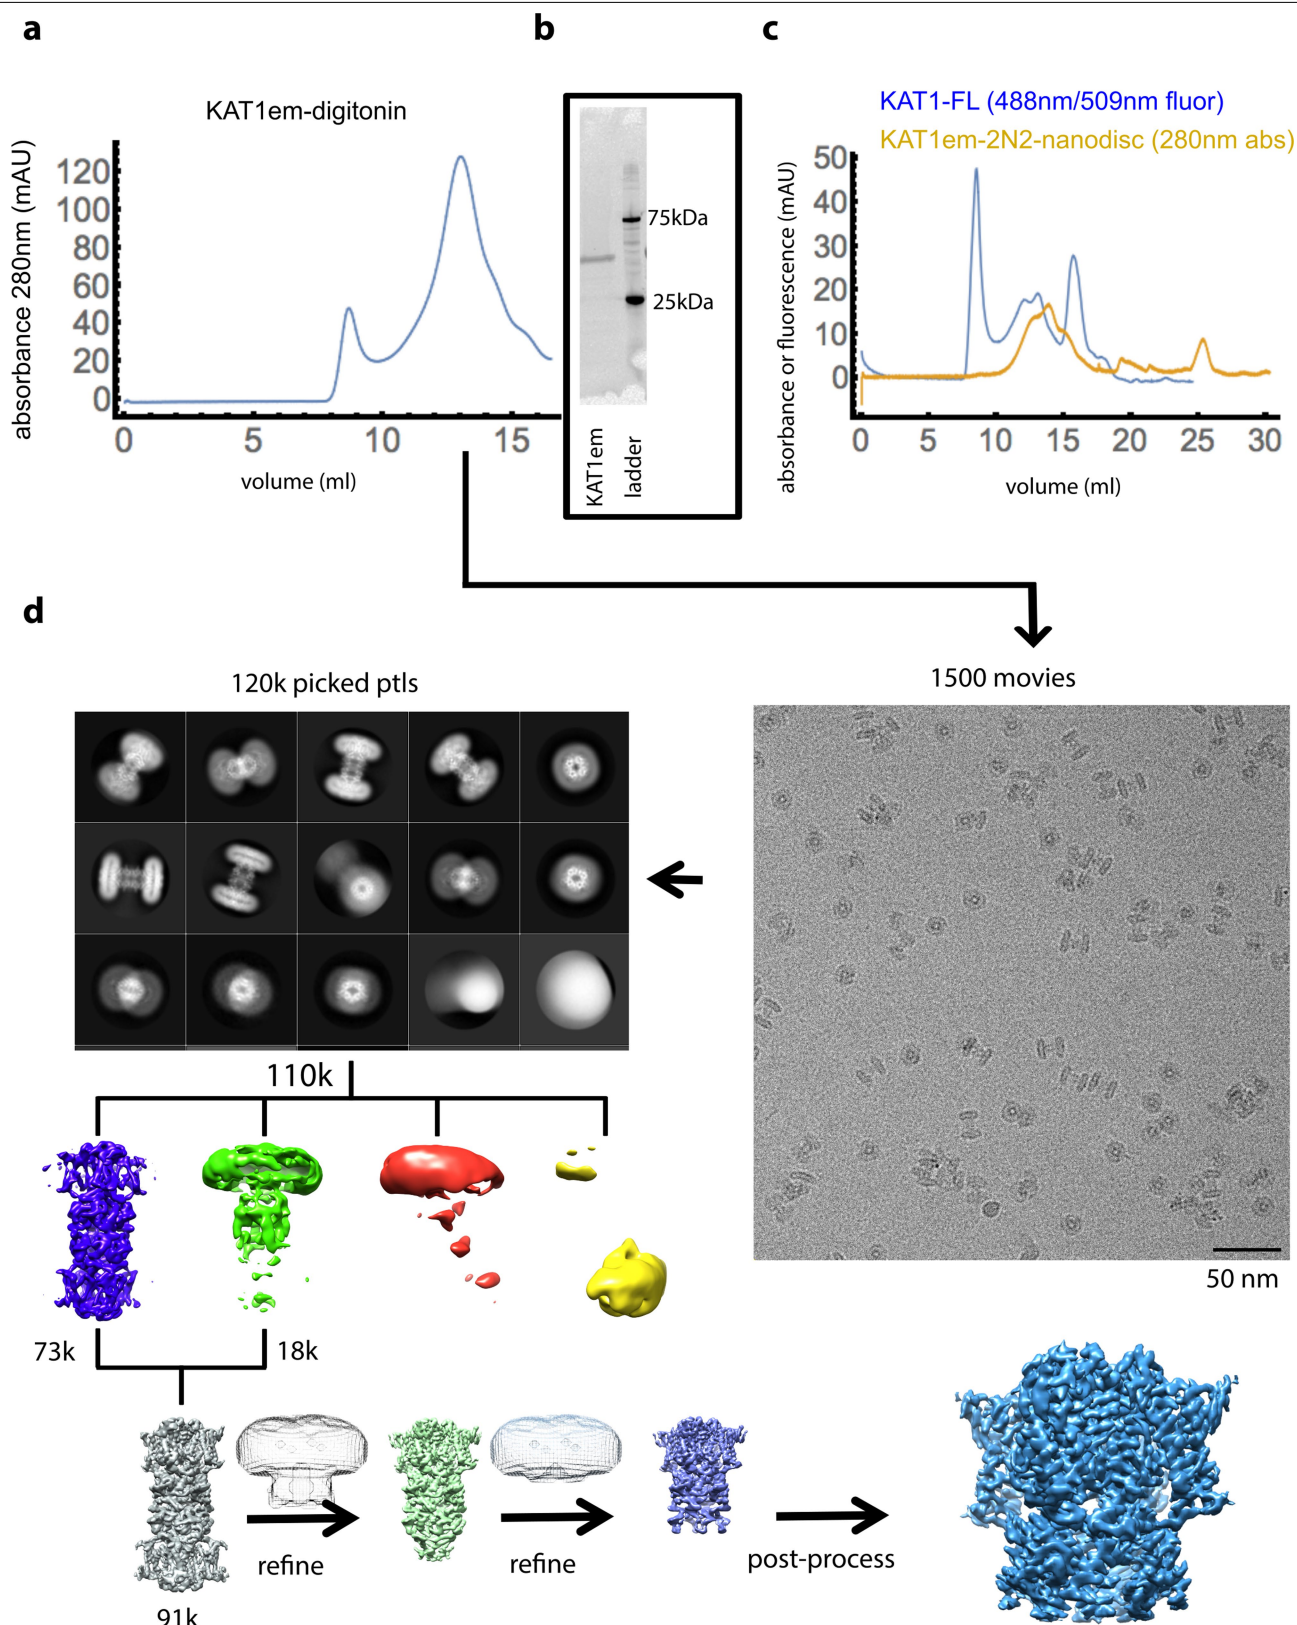 a
b
c
KAT1em-digitonin
KAT1-FL (488nm/509nm fluor)
KAT1em-2N2-nanodisc (280nm abs)
absorbance 280nm (mAU)
120
100
80
60
40
20
0
0 5 10 15
volume (ml)
75kDa
25kDa
KAT1em
ladder
absorbance or fluorescence (mAU)
50
40
30
20
10
0
0 5 10 15 20 25 30
volume (ml)
d
120k picked ptls
1500 movies
50 nm
110k
73k
18k
91k
refine
refine
post-process